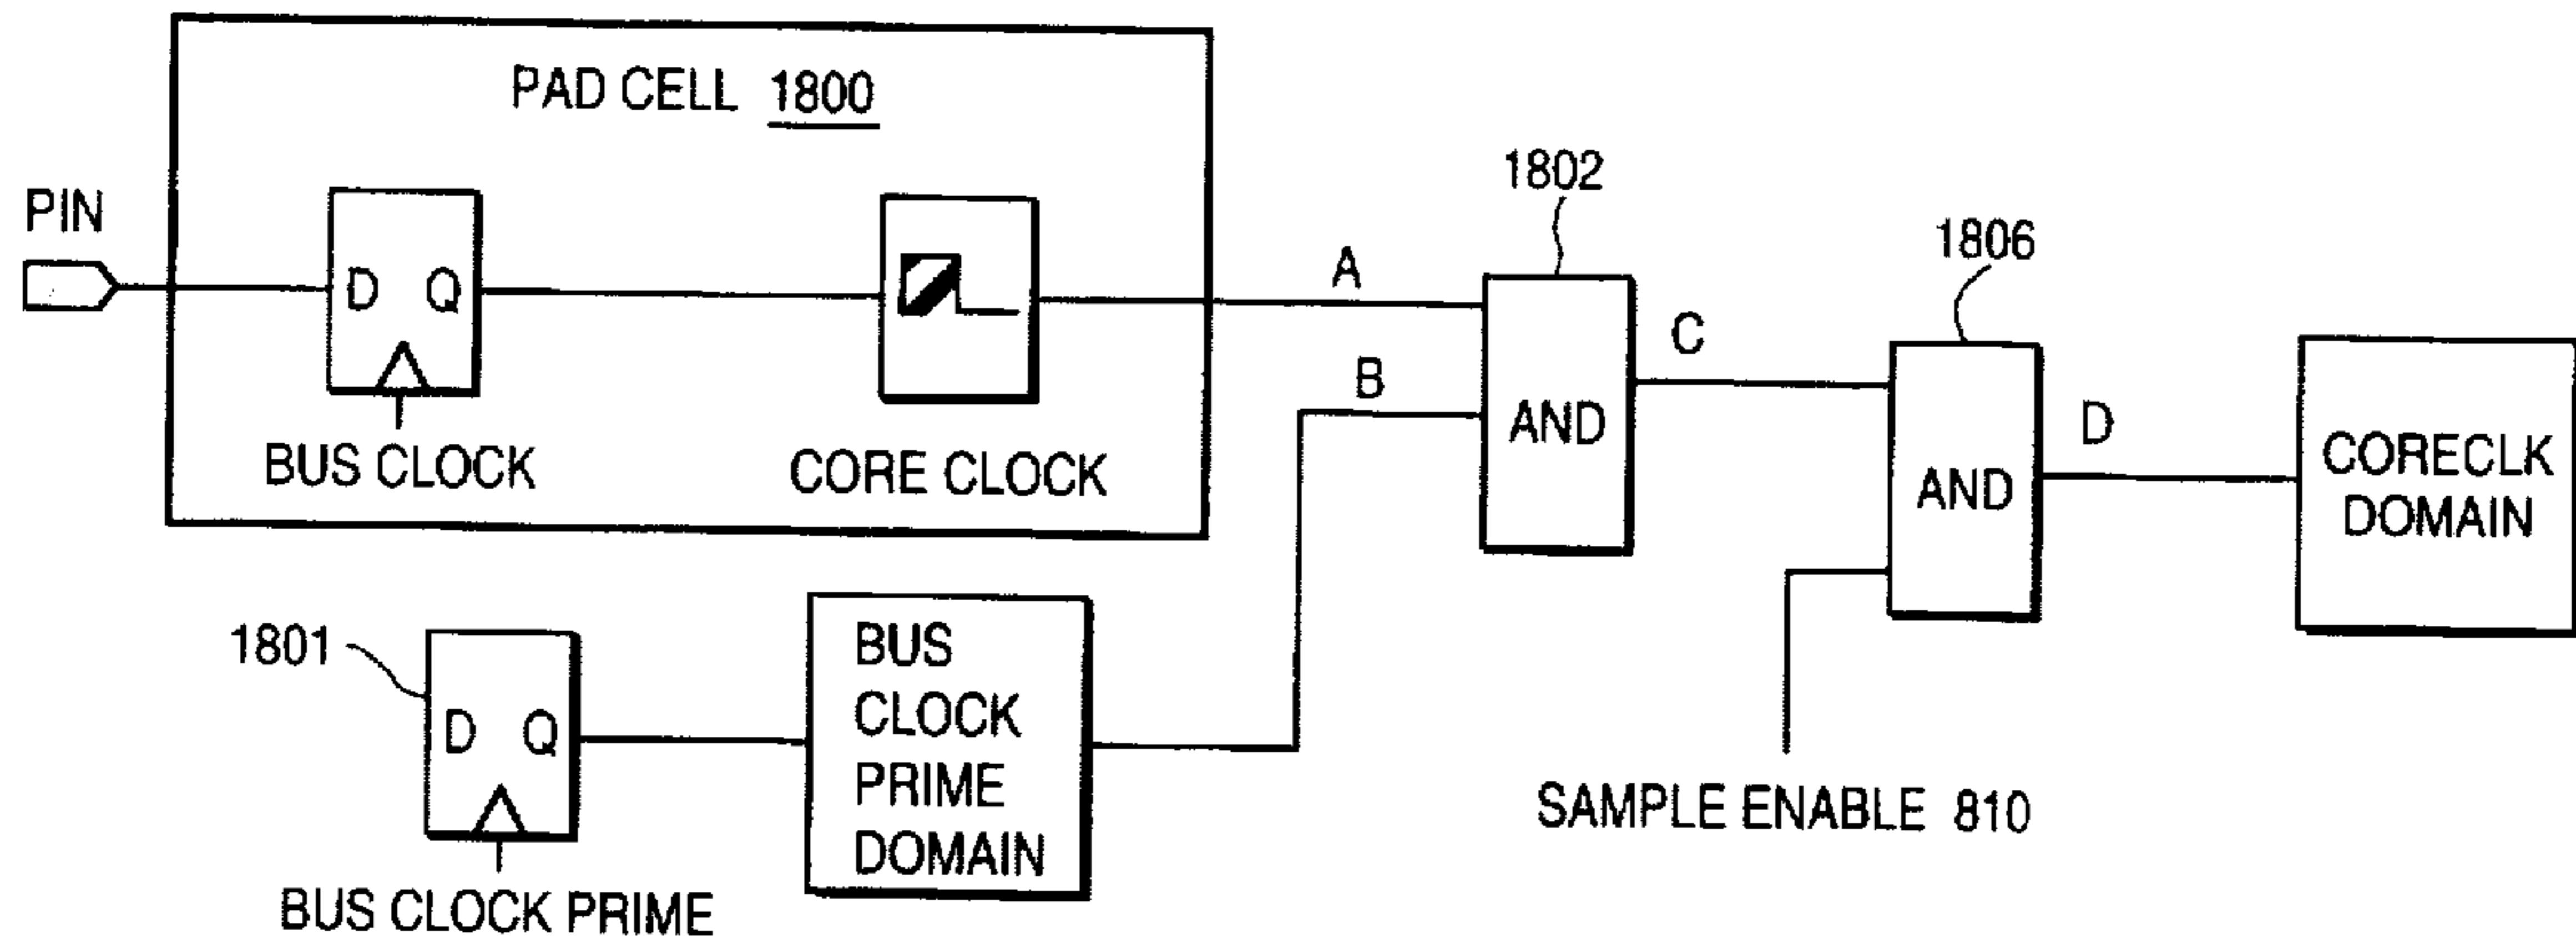 PAD CELL 1800
PIN
D Q
BUS CLOCK
CORE CLOCK
A
B
1802
AND
C
1806
AND
D
CORECLK
DOMAIN
SAMPLE ENABLE 810
1801
D Q
BUS CLOCK PRIME
BUS
CLOCK
PRIME
DOMAIN